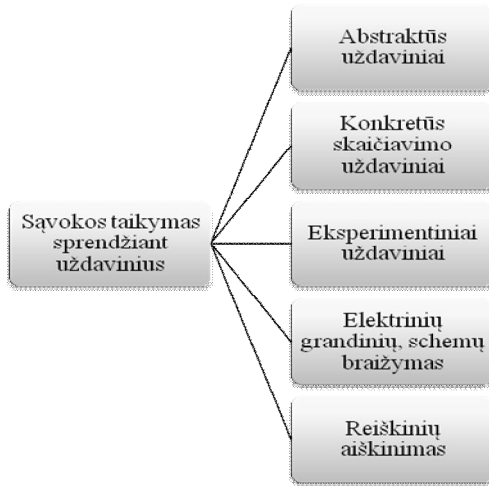 Sąvokos taikymas
sprendžiant
uždavinius
Abstraktūs
uždaviniai
Konkretūs
skaičiavimo
uždaviniai
Eksperimentiniai
uždaviniai
Elektrinių
grandinių, schemų
braižymas
Reiškinių
aiškinimas